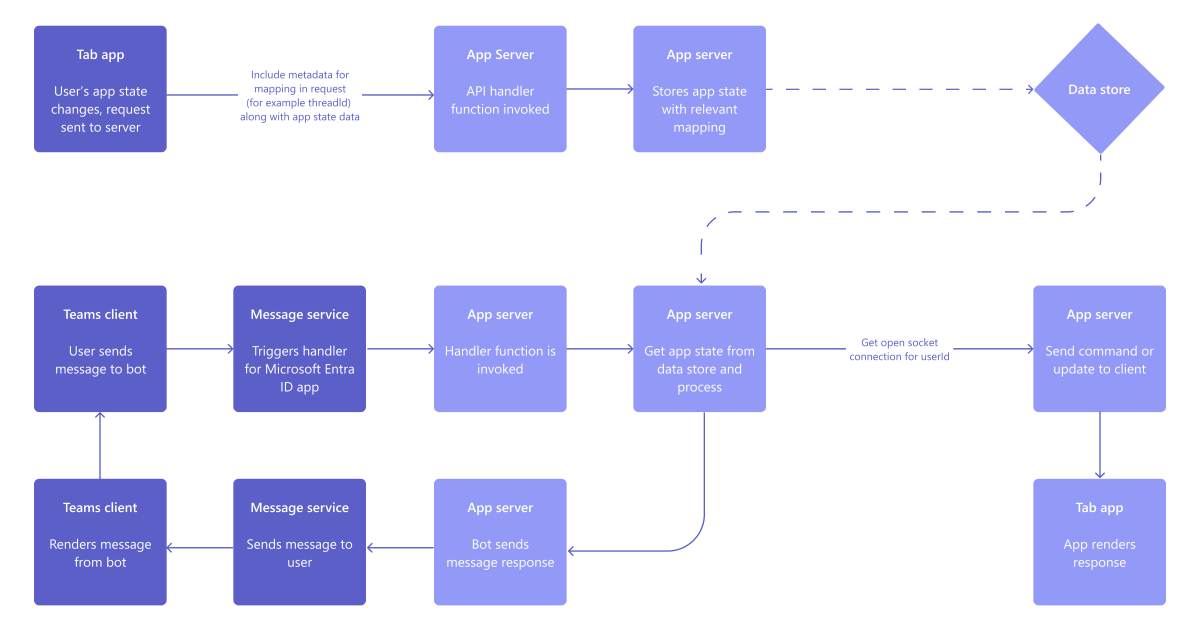 Tab app
User’s app state
changes, request
sent to server
Include metadata for
mapping in request
(for example threadId)
along with app state data
App Server
API handler
function invoked
App server
Stores app state
with relevant
mapping
Data store
Teams client
User sends
message to bot
Message service
Triggers handler
for Microsoft Entra
ID app
App server
Handler function is
invoked
App server
Get app state from
data store and
process
Get open socket
connection for userId
App server
Send command or
update to client
Teams client
Renders message
from bot
Message service
Sends message to
user
App server
Bot sends
message response
Tab app
App renders
response